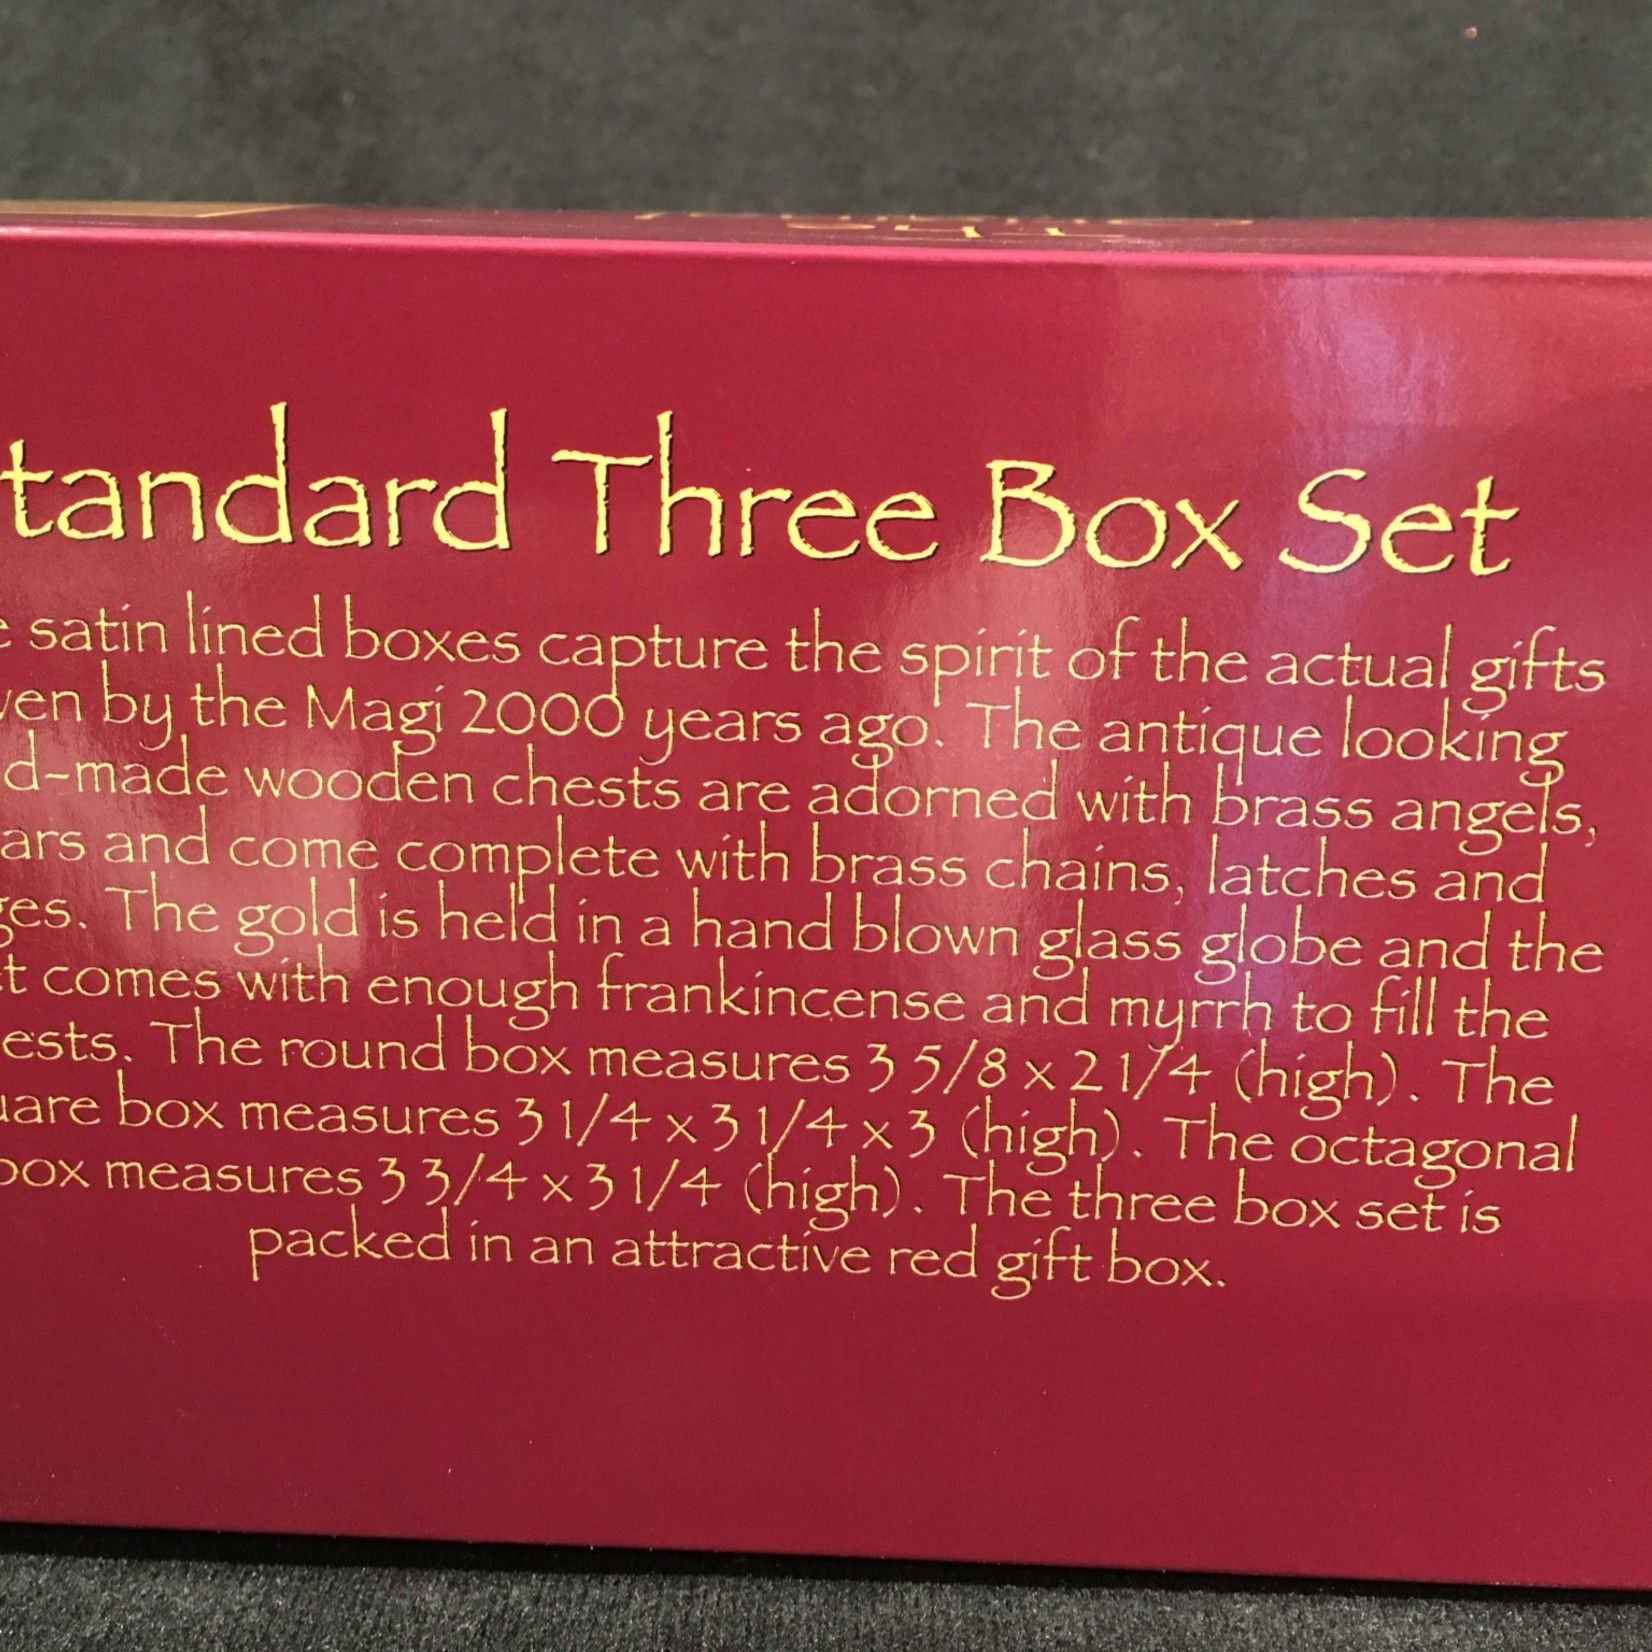 tandard Three Box Set
satin lined boxes capture the spirit of the actual gifts
ven by the Magi 2000 years ago. The antique looking
d-made wooden chests are adorned with brass angels,
ars and come complete with brass chains, latches and
ges. The gold is held in a hand blown glass globe and the
t comes with enough frankincense and myrrh to fill the
ests. The round box measures 3 5/8 x 2 1/4 (high). The
uare box measures 3 1/4 x 3 1/4 x 3 (high). The octagonal
box measures 3 3/4 x 3 1/4 (high). The three box set is
packed in an attractive red gift box.